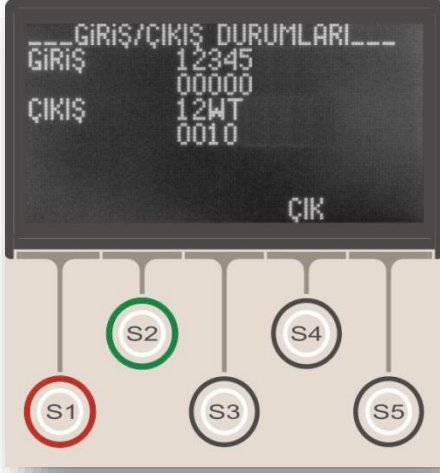 ___GİRİŞ/ÇIKIŞ DURUMLARI___
GİRİŞ 12345
00000
ÇIKIŞ 12WT
0010
ÇIK
S2 S4
S1 S3 S5